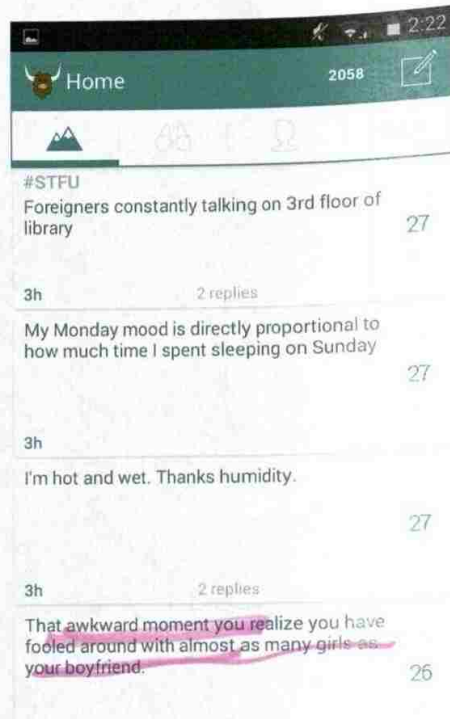 2:22
Home
2058
#STFU
Foreigners constantly talking on 3rd floor of
library
27
3h
2 replies
My Monday mood is directly proportional to
how much time I spent sleeping on Sunday
27
3h
I'm hot and wet. Thanks humidity.
27
3h
2 replies
That awkward moment you realize you have
fooled around with almost as many girls as
your boyfriend.
26